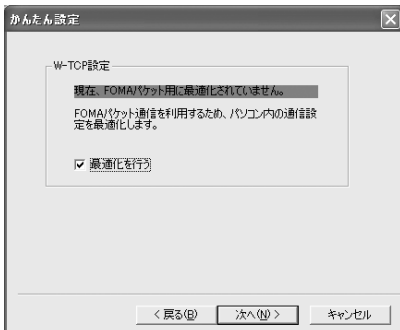 かんたん設定
W-TCP設定
現在、FOMAパケット用に最適化されていません。
FOMAパケット通信を利用するため、パソコン内の通信設
定を最適化します。
最適化を行う
< 戻る(B)
次へ(N) >
キャンセル